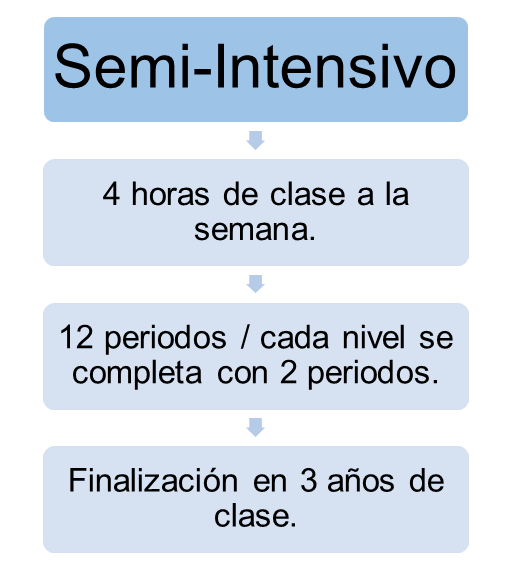 Semi-Intensivo
4 horas de clase a la
semana.
12 periodos / cada nivel se
completa con 2 periodos.
Finalización en 3 años de
clase.